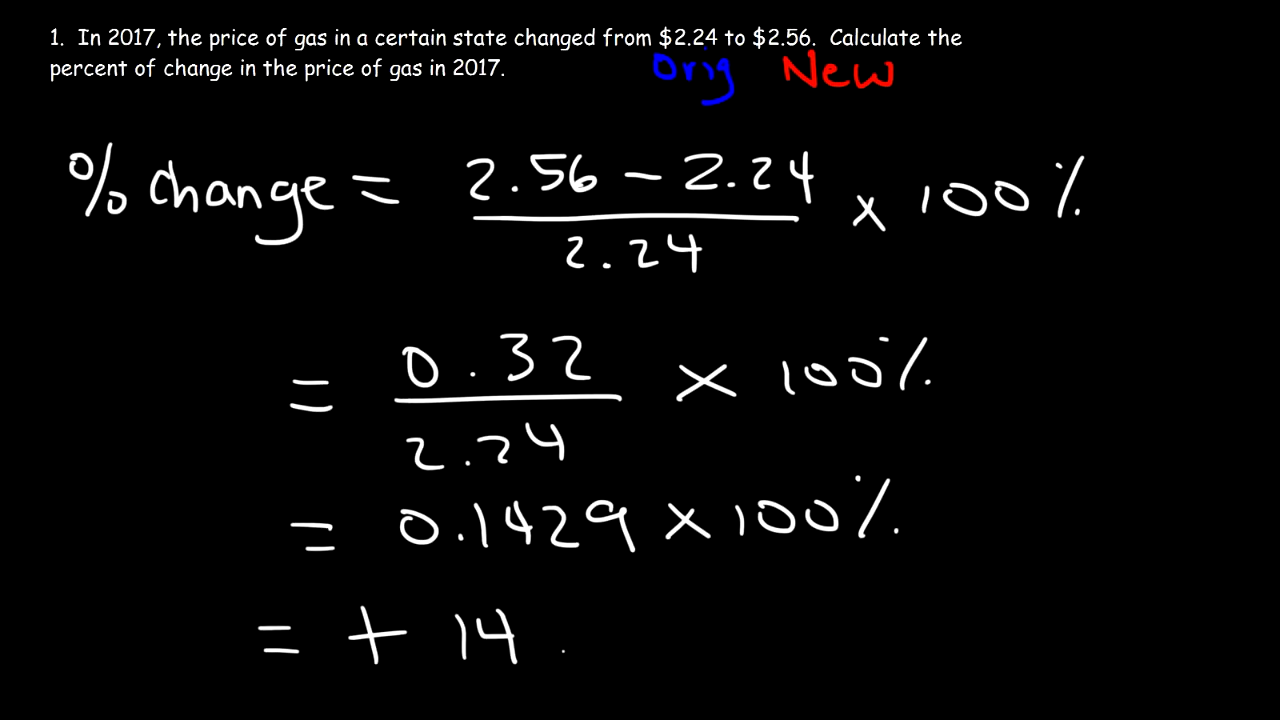 1. In 2017, the price of gas in a certain state changed from $2.24 to $2.56. Calculate the
percent of change in the price of gas in 2017.
Orig New
% change = 2.56 - 2.24 x 100%
2.24
= 0.32 x 100%
2.24
= 0.1429 x 100%
= + 14 .